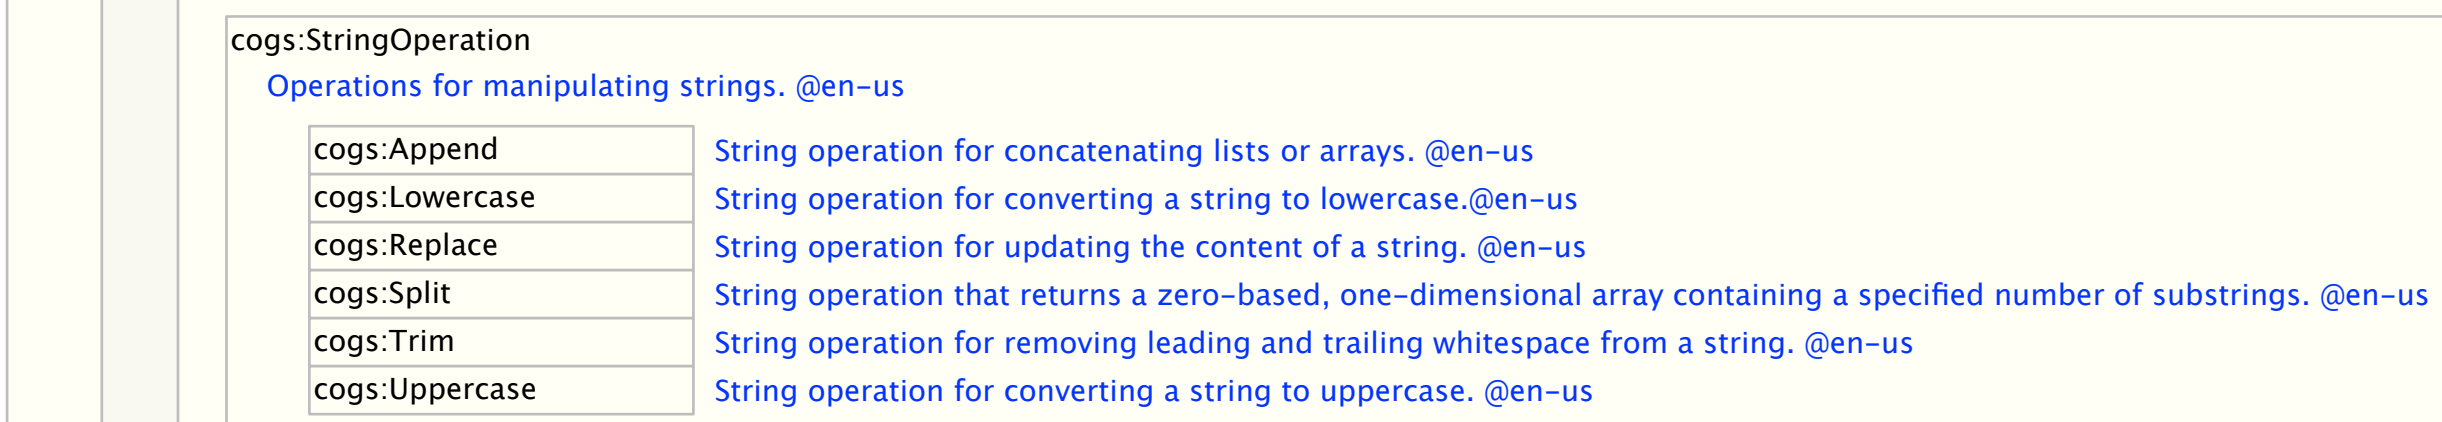 cogs:StringOperation
Operations for manipulating strings. @en-us
cogs:Append String operation for concatenating lists or arrays. @en-us
cogs:Lowercase String operation for converting a string to lowercase.@en-us
cogs:Replace String operation for updating the content of a string. @en-us
cogs:Split String operation that returns a zero-based, one-dimensional array containing a specified number of substrings. @en-us
cogs:Trim String operation for removing leading and trailing whitespace from a string. @en-us
cogs:Uppercase String operation for converting a string to uppercase. @en-us